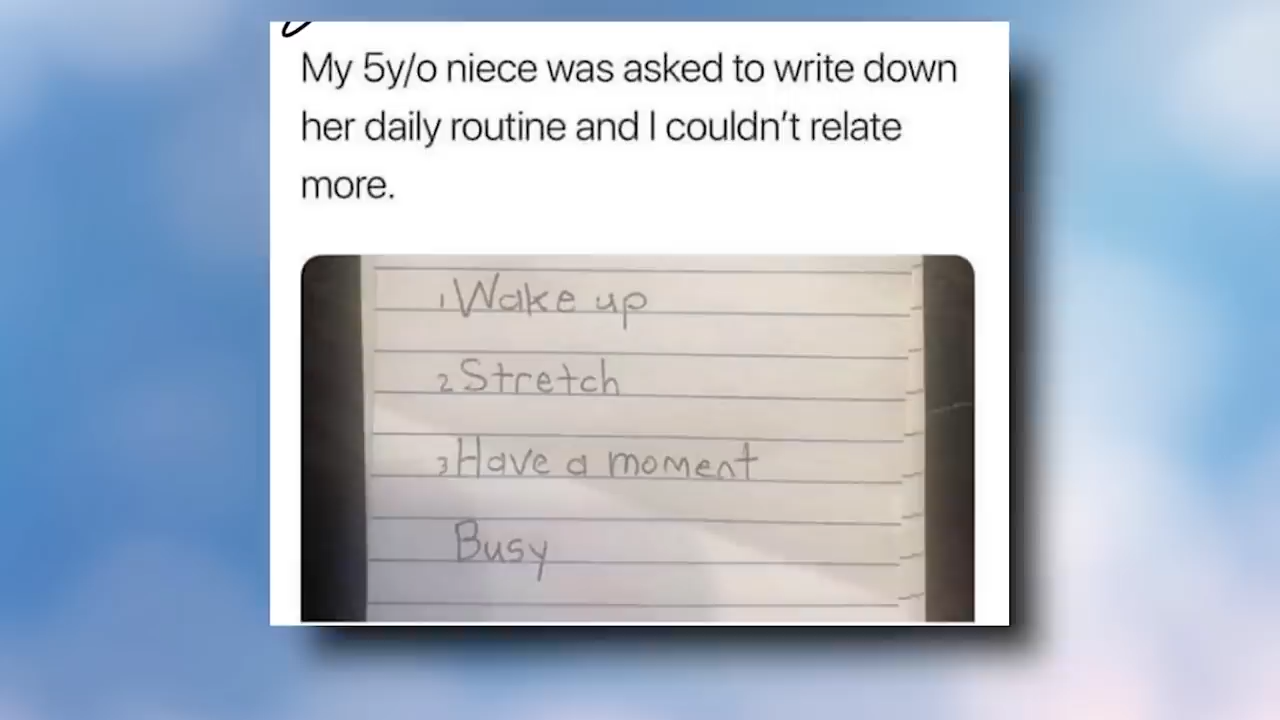 My 5y/o niece was asked to write down
her daily routine and I couldn't relate
more.
1 Wake up
2 Stretch
3 Have a moment
Busy